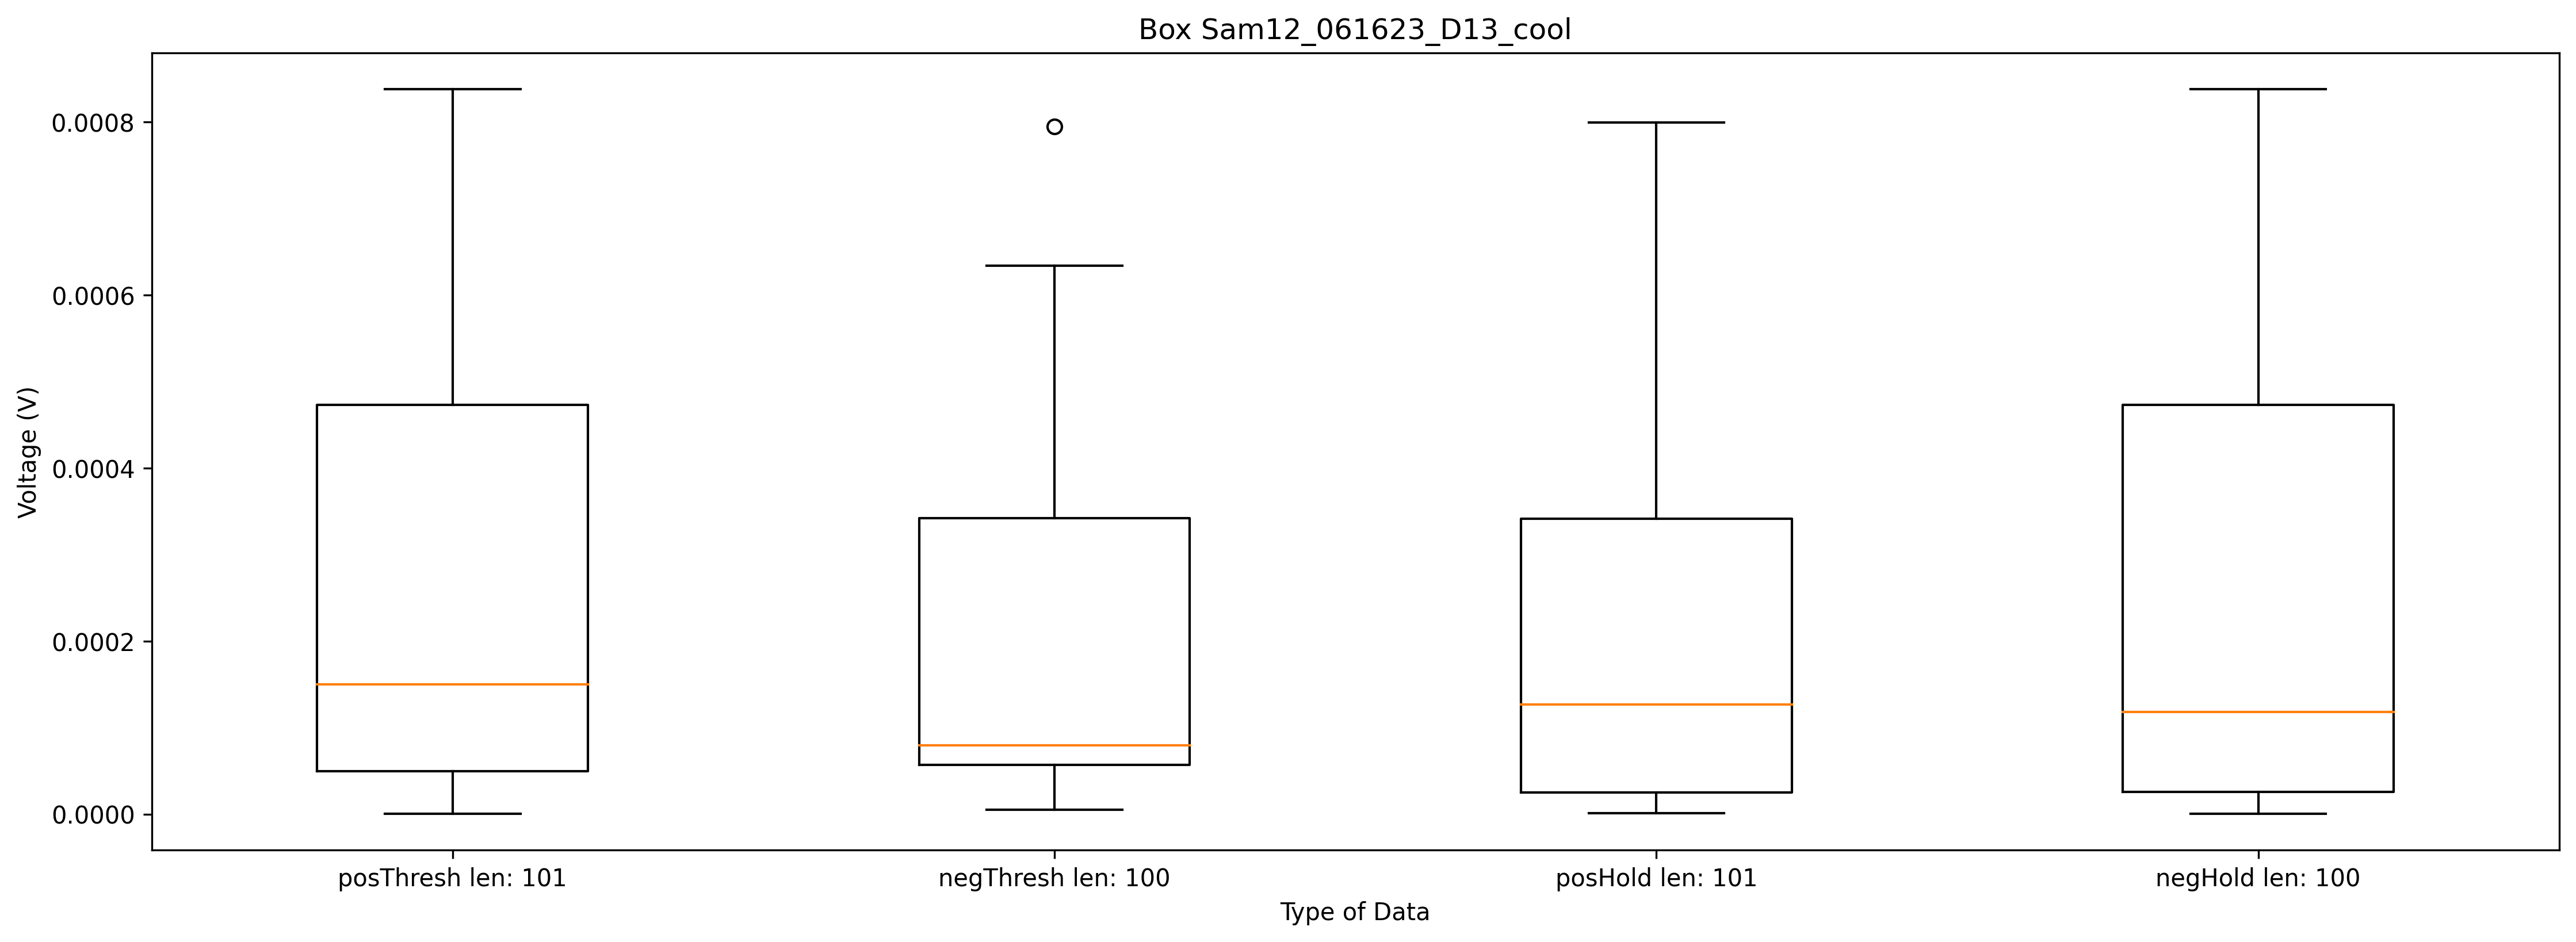 Box Sam12_061623_D13_cool
0.0008
0.0006
0.0004
0.0002
0.0000
Voltage (V)
posThresh len: 101
negThresh len: 100
posHold len: 101
negHold len: 100
Type of Data